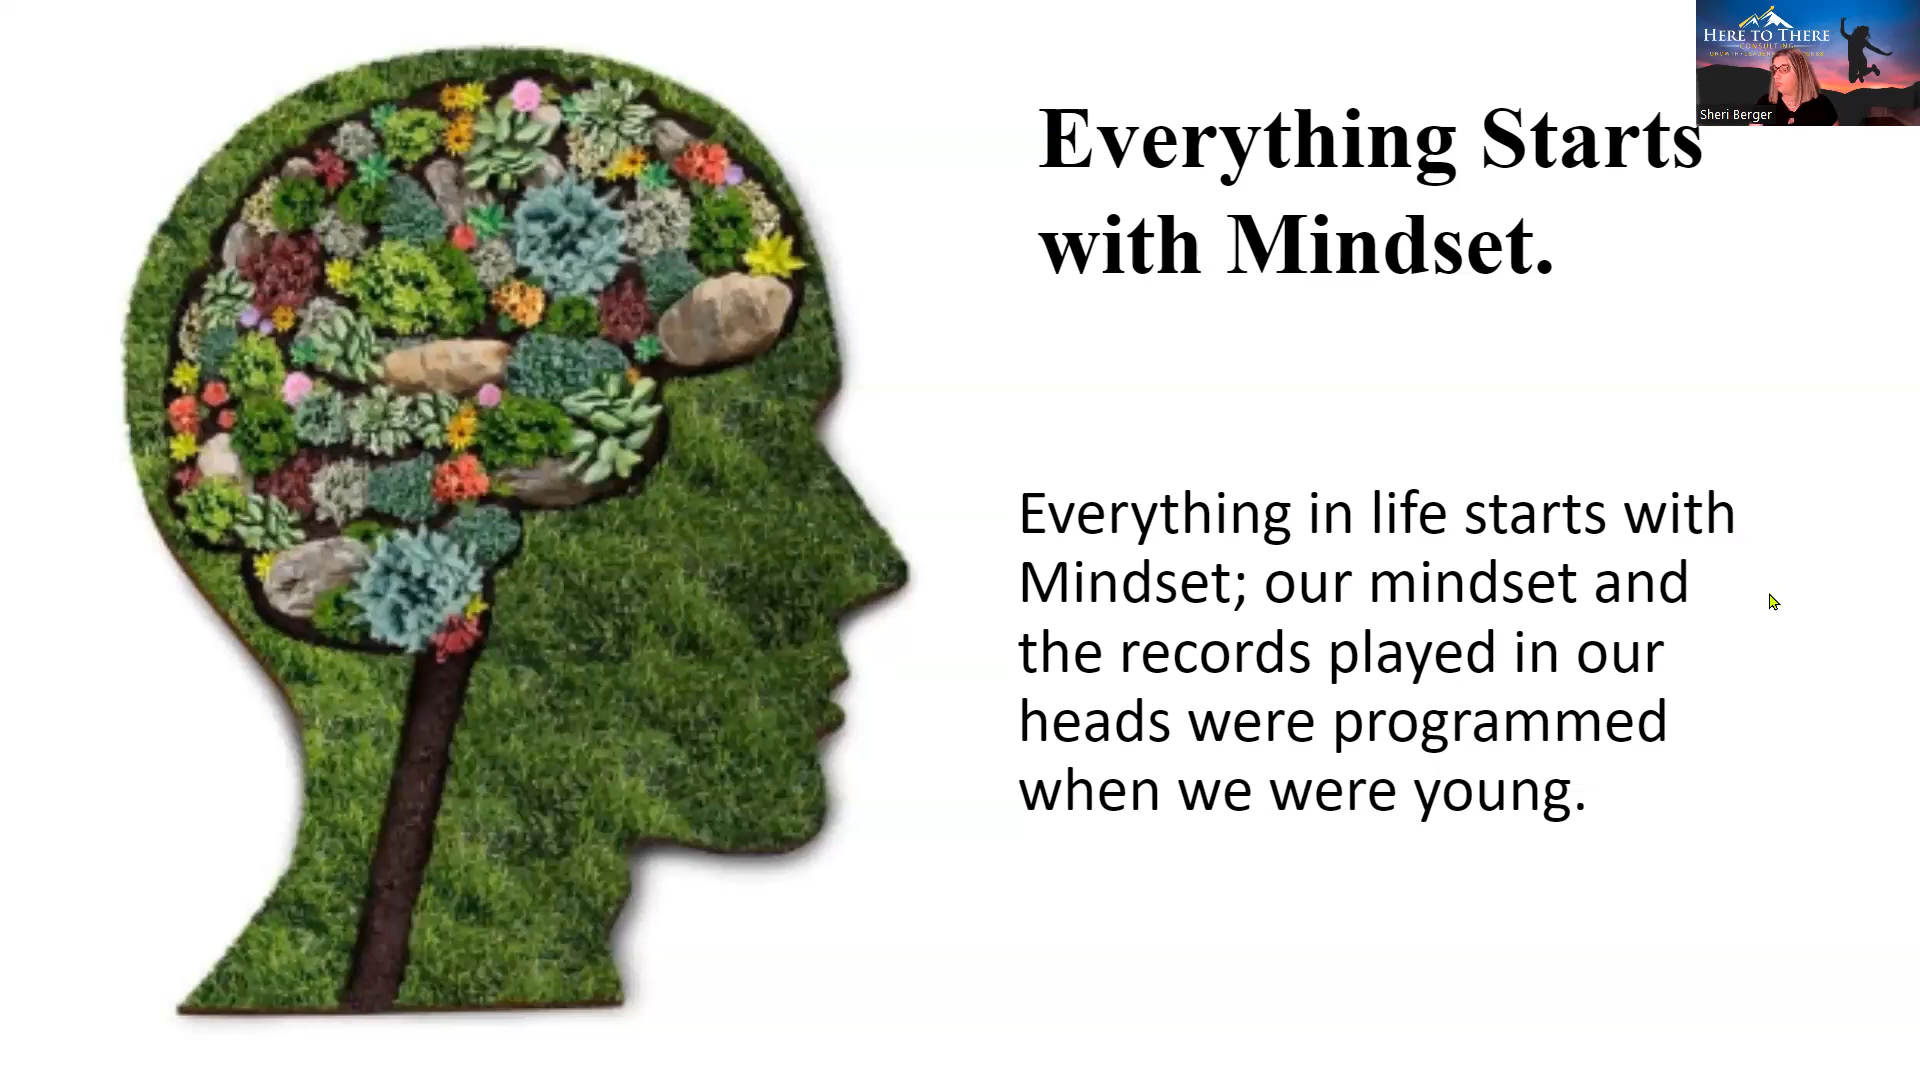 HERE TO THERE
CONSULTING
Sheri Berger
Everything Starts
with Mindset.
Everything in life starts with
Mindset; our mindset and
the records played in our
heads were programmed
when we were young.